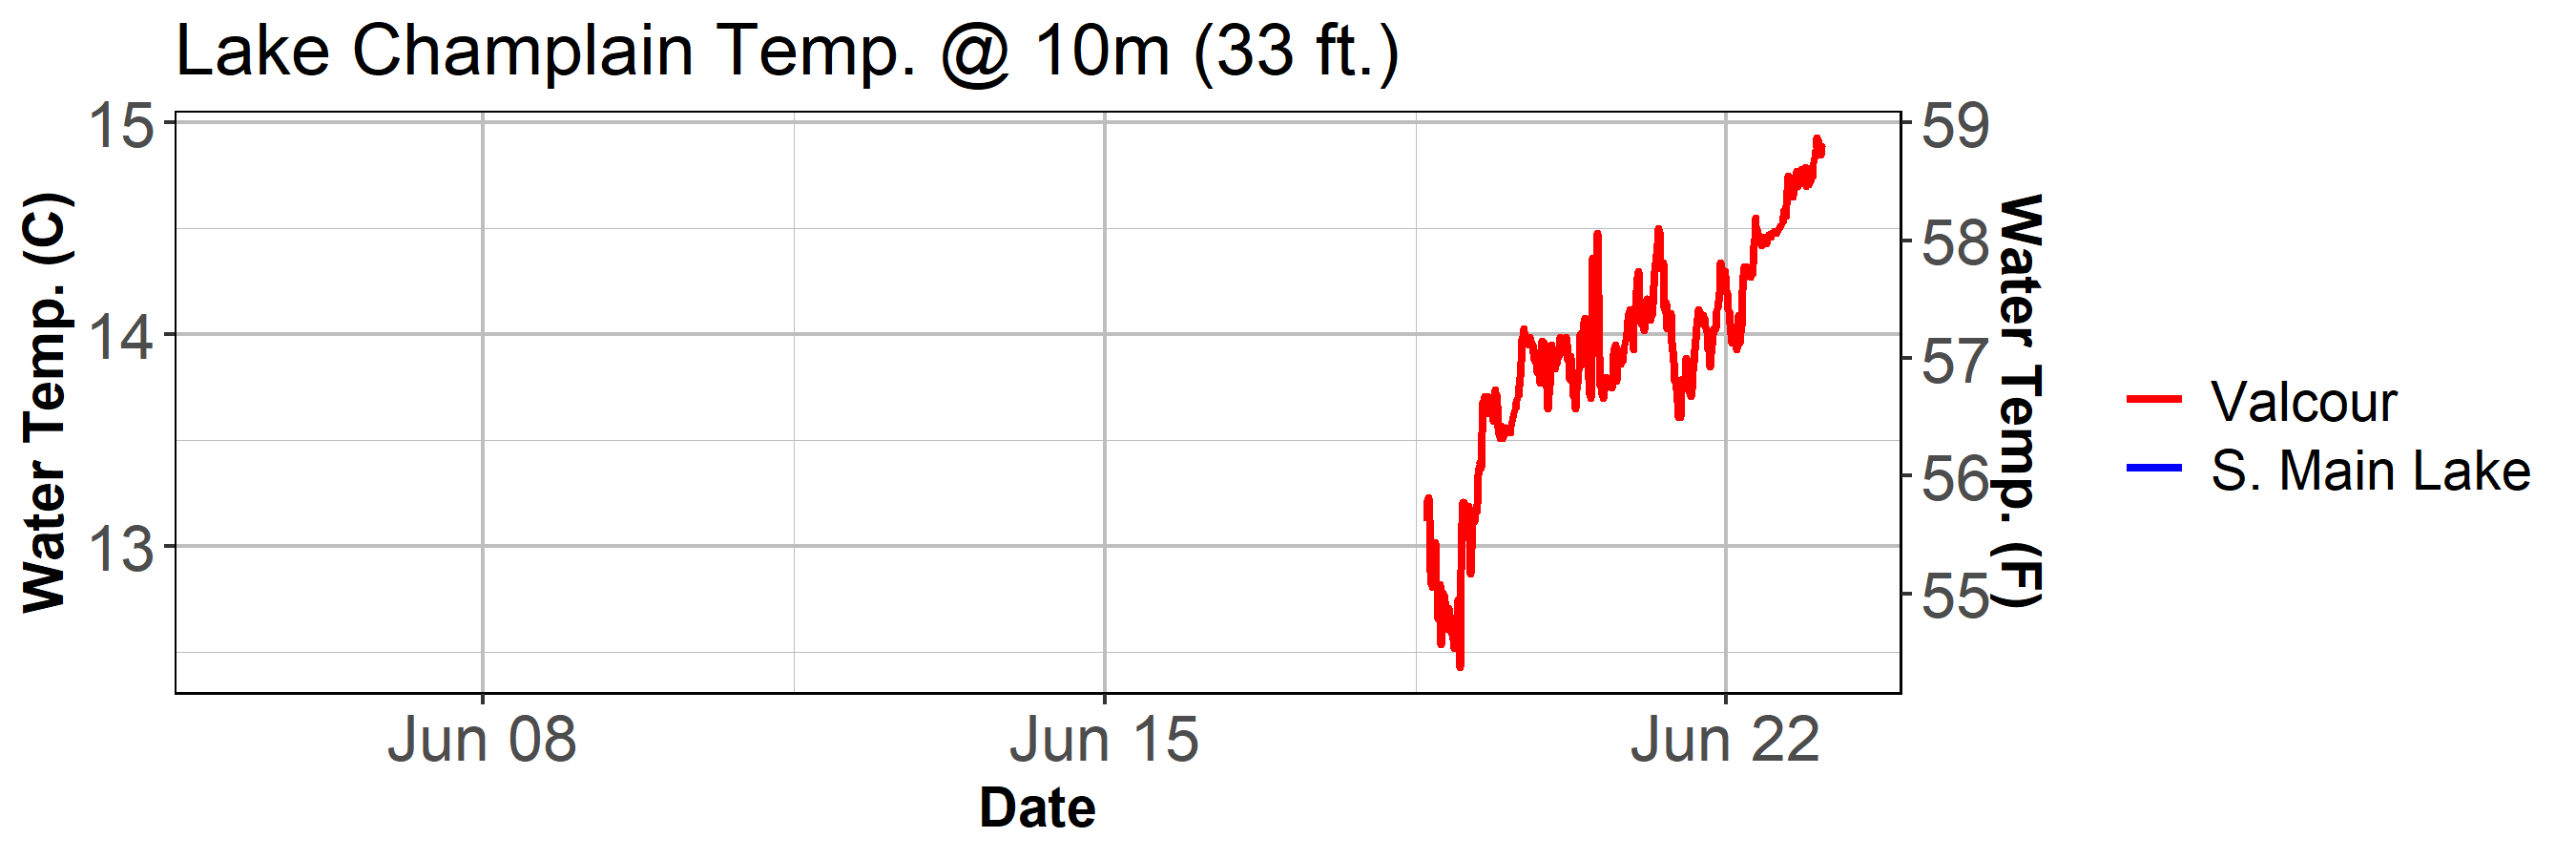 Lake Champlain Temp. @ 10m (33 ft.)
Water Temp. (C)
15
14
13
59
58
57
56
55
Water Temp. (F)
Jun 08
Jun 15
Jun 22
Date
Valcour
S. Main Lake